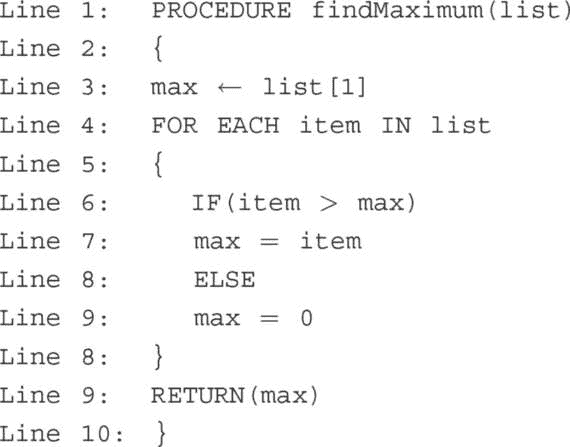 Line 1: PROCEDURE findMaximum(list)
Line 2: {
Line 3: max ← list[1]
Line 4: FOR EACH item IN list
Line 5: {
Line 6: IF(item > max)
Line 7: max = item
Line 8: ELSE
Line 9: max = 0
Line 8: }
Line 9: RETURN(max)
Line 10: }